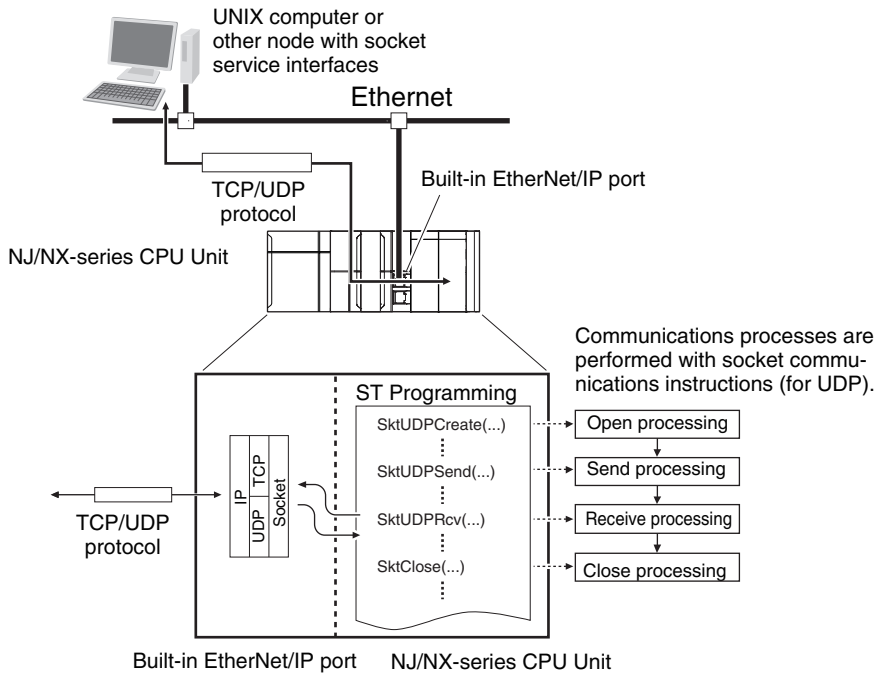 UNIX computer or
other node with socket
service interfaces
Ethernet
TCP/UDP
protocol
Built-in EtherNet/IP port
NJ/NX-series CPU Unit
Communications processes are
performed with socket commu-
nications instructions (for UDP).
ST Programming
SktUDPCreate(...)
Open processing
SktUDPSend(...)
Send processing
IP
TCP
UDP
Socket
TCP/UDP
protocol
SktUDPRcv(...)
Receive processing
SktClose(...)
Close processing
Built-in EtherNet/IP port
NJ/NX-series CPU Unit